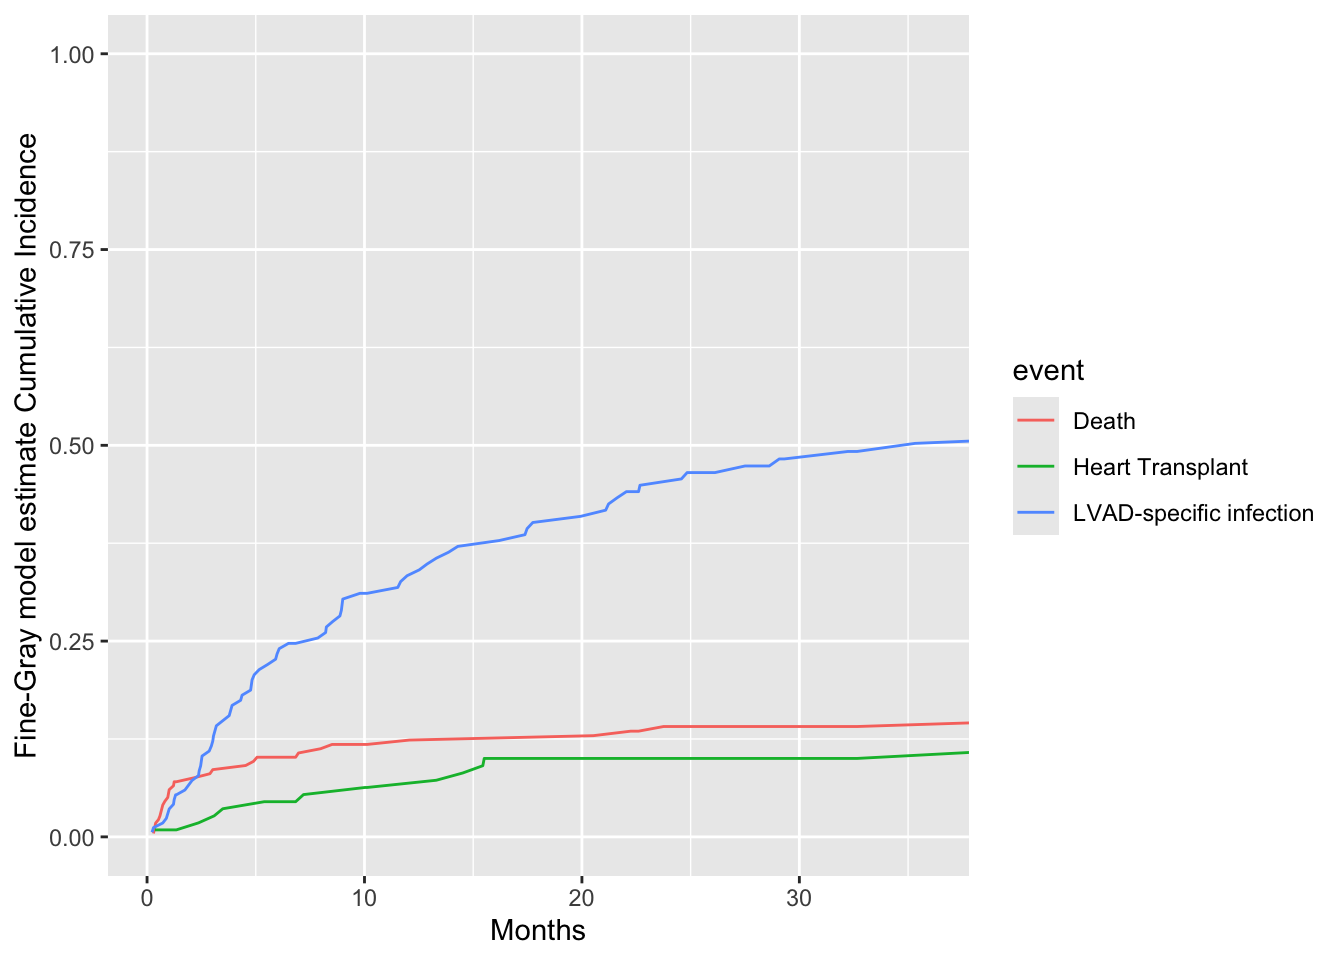 Fine-Gray model estimate Cumulative Incidence
1.00
0.75
0.50
0.25
0.00
0 10 20 30
Months
event
Death
Heart Transplant
LVAD-specific infection